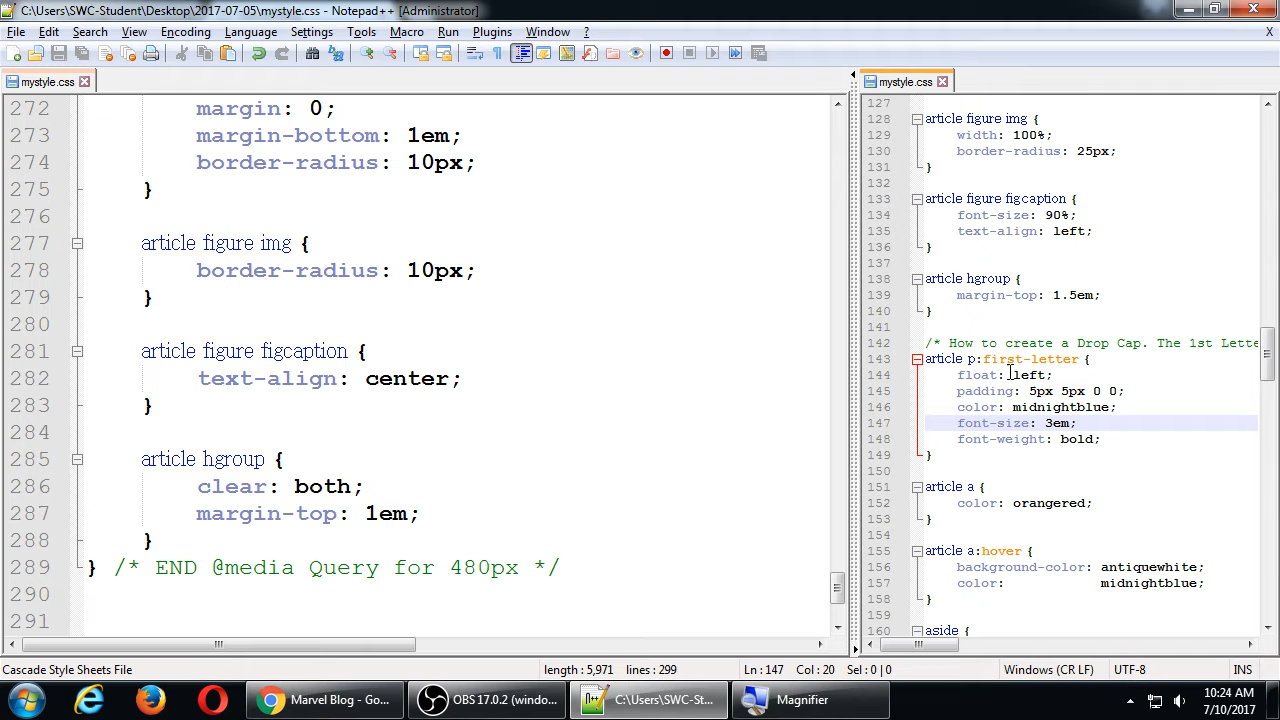 C:\Users\SWC-Student\Desktop\2017-07-05\mystyle.css - Notepad++ [Administrator]
File Edit Search View Encoding Language Settings Tools Macro Run Plugins Window ? X
mystyle.css
272 margin: 0;
273 margin-bottom: 1em;
274 border-radius: 10px;
275 }
276
277 article figure img {
278 border-radius: 10px;
279 }
280
281 article figure figcaption {
282 text-align: center;
283 }
284
285 article hgroup {
286 clear: both;
287 margin-top: 1em;
288 }
289 } /* END @media Query for 480px */
290
291
mystyle.css
127
128 article figure img {
129 width: 100%;
130 border-radius: 25px;
131 }
132
133 article figure figcaption {
134 font-size: 90%;
135 text-align: left;
136 }
137
138 article hgroup {
139 margin-top: 1.5em;
140 }
141
142 /* How to create a Drop Cap. The 1st Lette
143 article p:first-letter {
144 float: left;
145 padding: 5px 5px 0 0;
146 color: midnightblue;
147 font-size: 3em;
148 font-weight: bold;
149 }
150
151 article a {
152 color: orangered;
153 }
154
155 article a:hover {
156 background-color: antiquewhite;
157 color: midnightblue;
158 }
159
160 aside {
Cascade Style Sheets File length : 5,971 lines : 299 Ln : 147 Col : 20 Sel : 0 | 0 Windows (CR LF) UTF-8 INS
Marvel Blog - Go... OBS 17.0.2 (windo... C:\Users\SWC-St... Magnifier 10:24 AM
7/10/2017